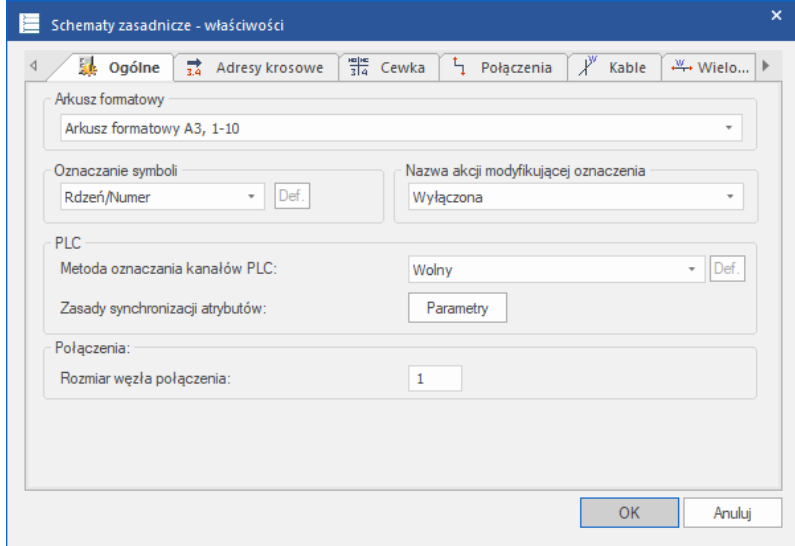 Schematy zasadnicze - właściwości
Ogólne
3.4 Adresy krosowe
Cewka
Połączenia
W Kable
W Wielo...
Arkusz formatowy
Arkusz formatowy A3, 1-10
Oznaczanie symboli
Rdzeń/Numer Def.
Nazwa akcji modyfikującej oznaczenia
Wyłączona
PLC
Metoda oznaczania kanałów PLC: Wolny Def.
Zasady synchronizacji atrybutów: Parametry
Połączenia:
Rozmiar węzła połączenia: 1
OK Anuluj